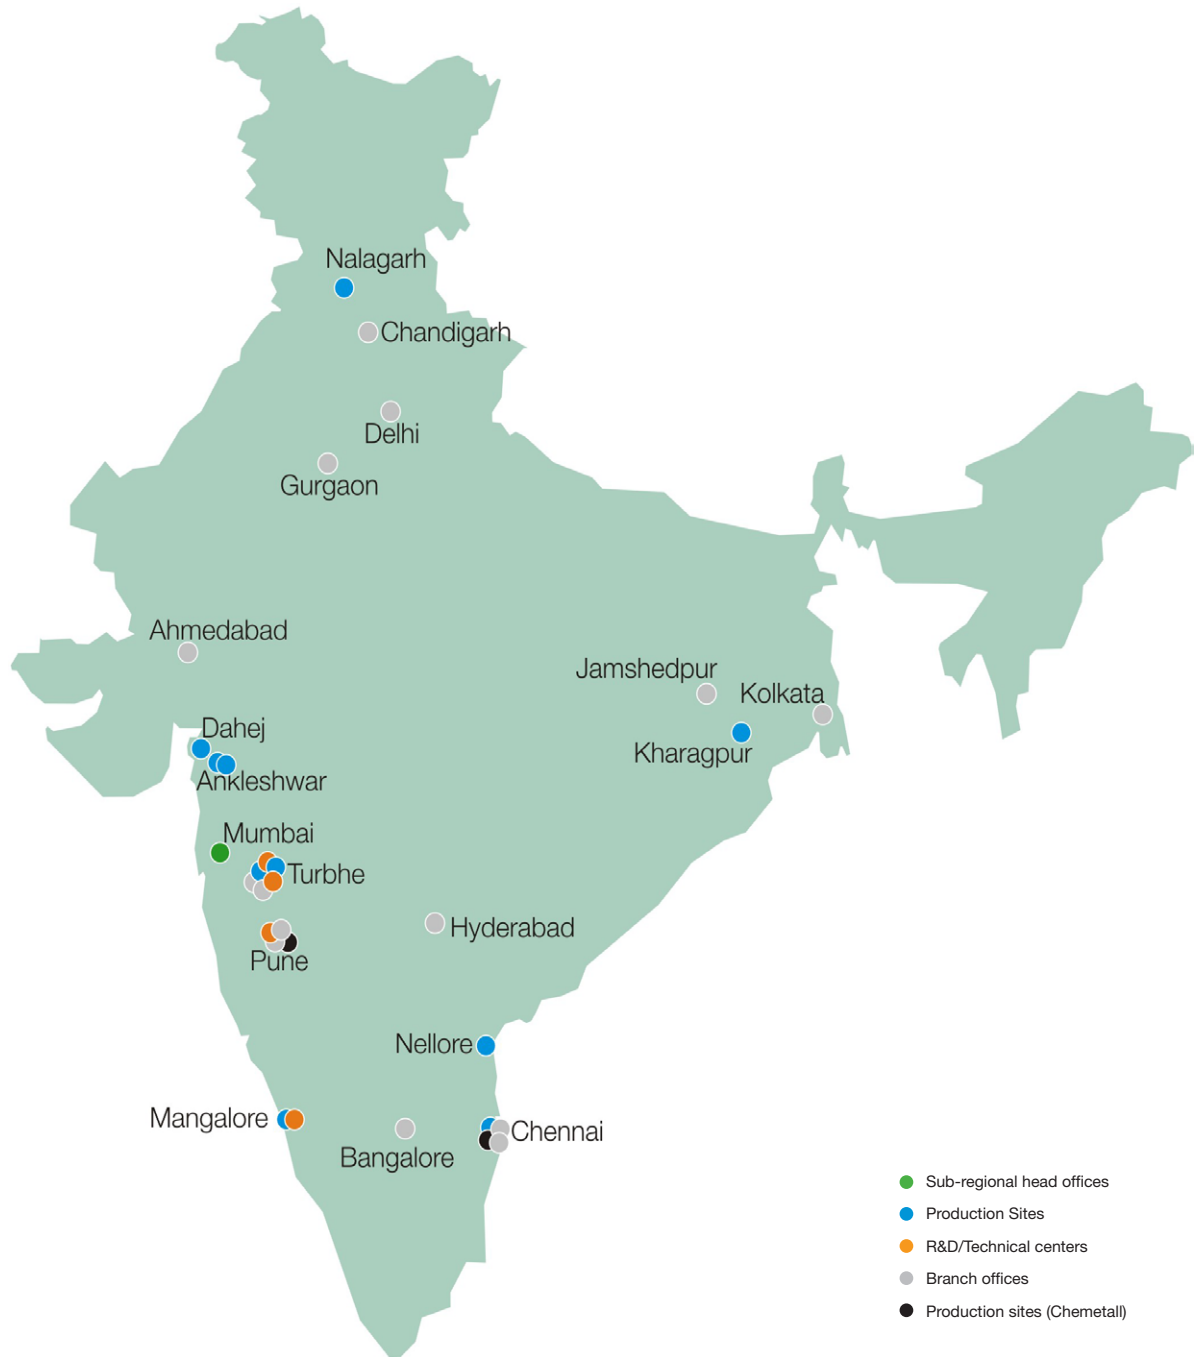 Nalagarh
Chandigarh
Delhi
Gurgaon
Ahmedabad
Jamshedpur
Kolkata
Dahej
Kharagpur
Ankleshwar
Mumbai
Turbhe
Hyderabad
Pune
Nellore
Mangalore
Chennai
Bangalore
Sub-regional head offices
Production Sites
R&D/Technical centers
Branch offices
Production sites (Chemetall)